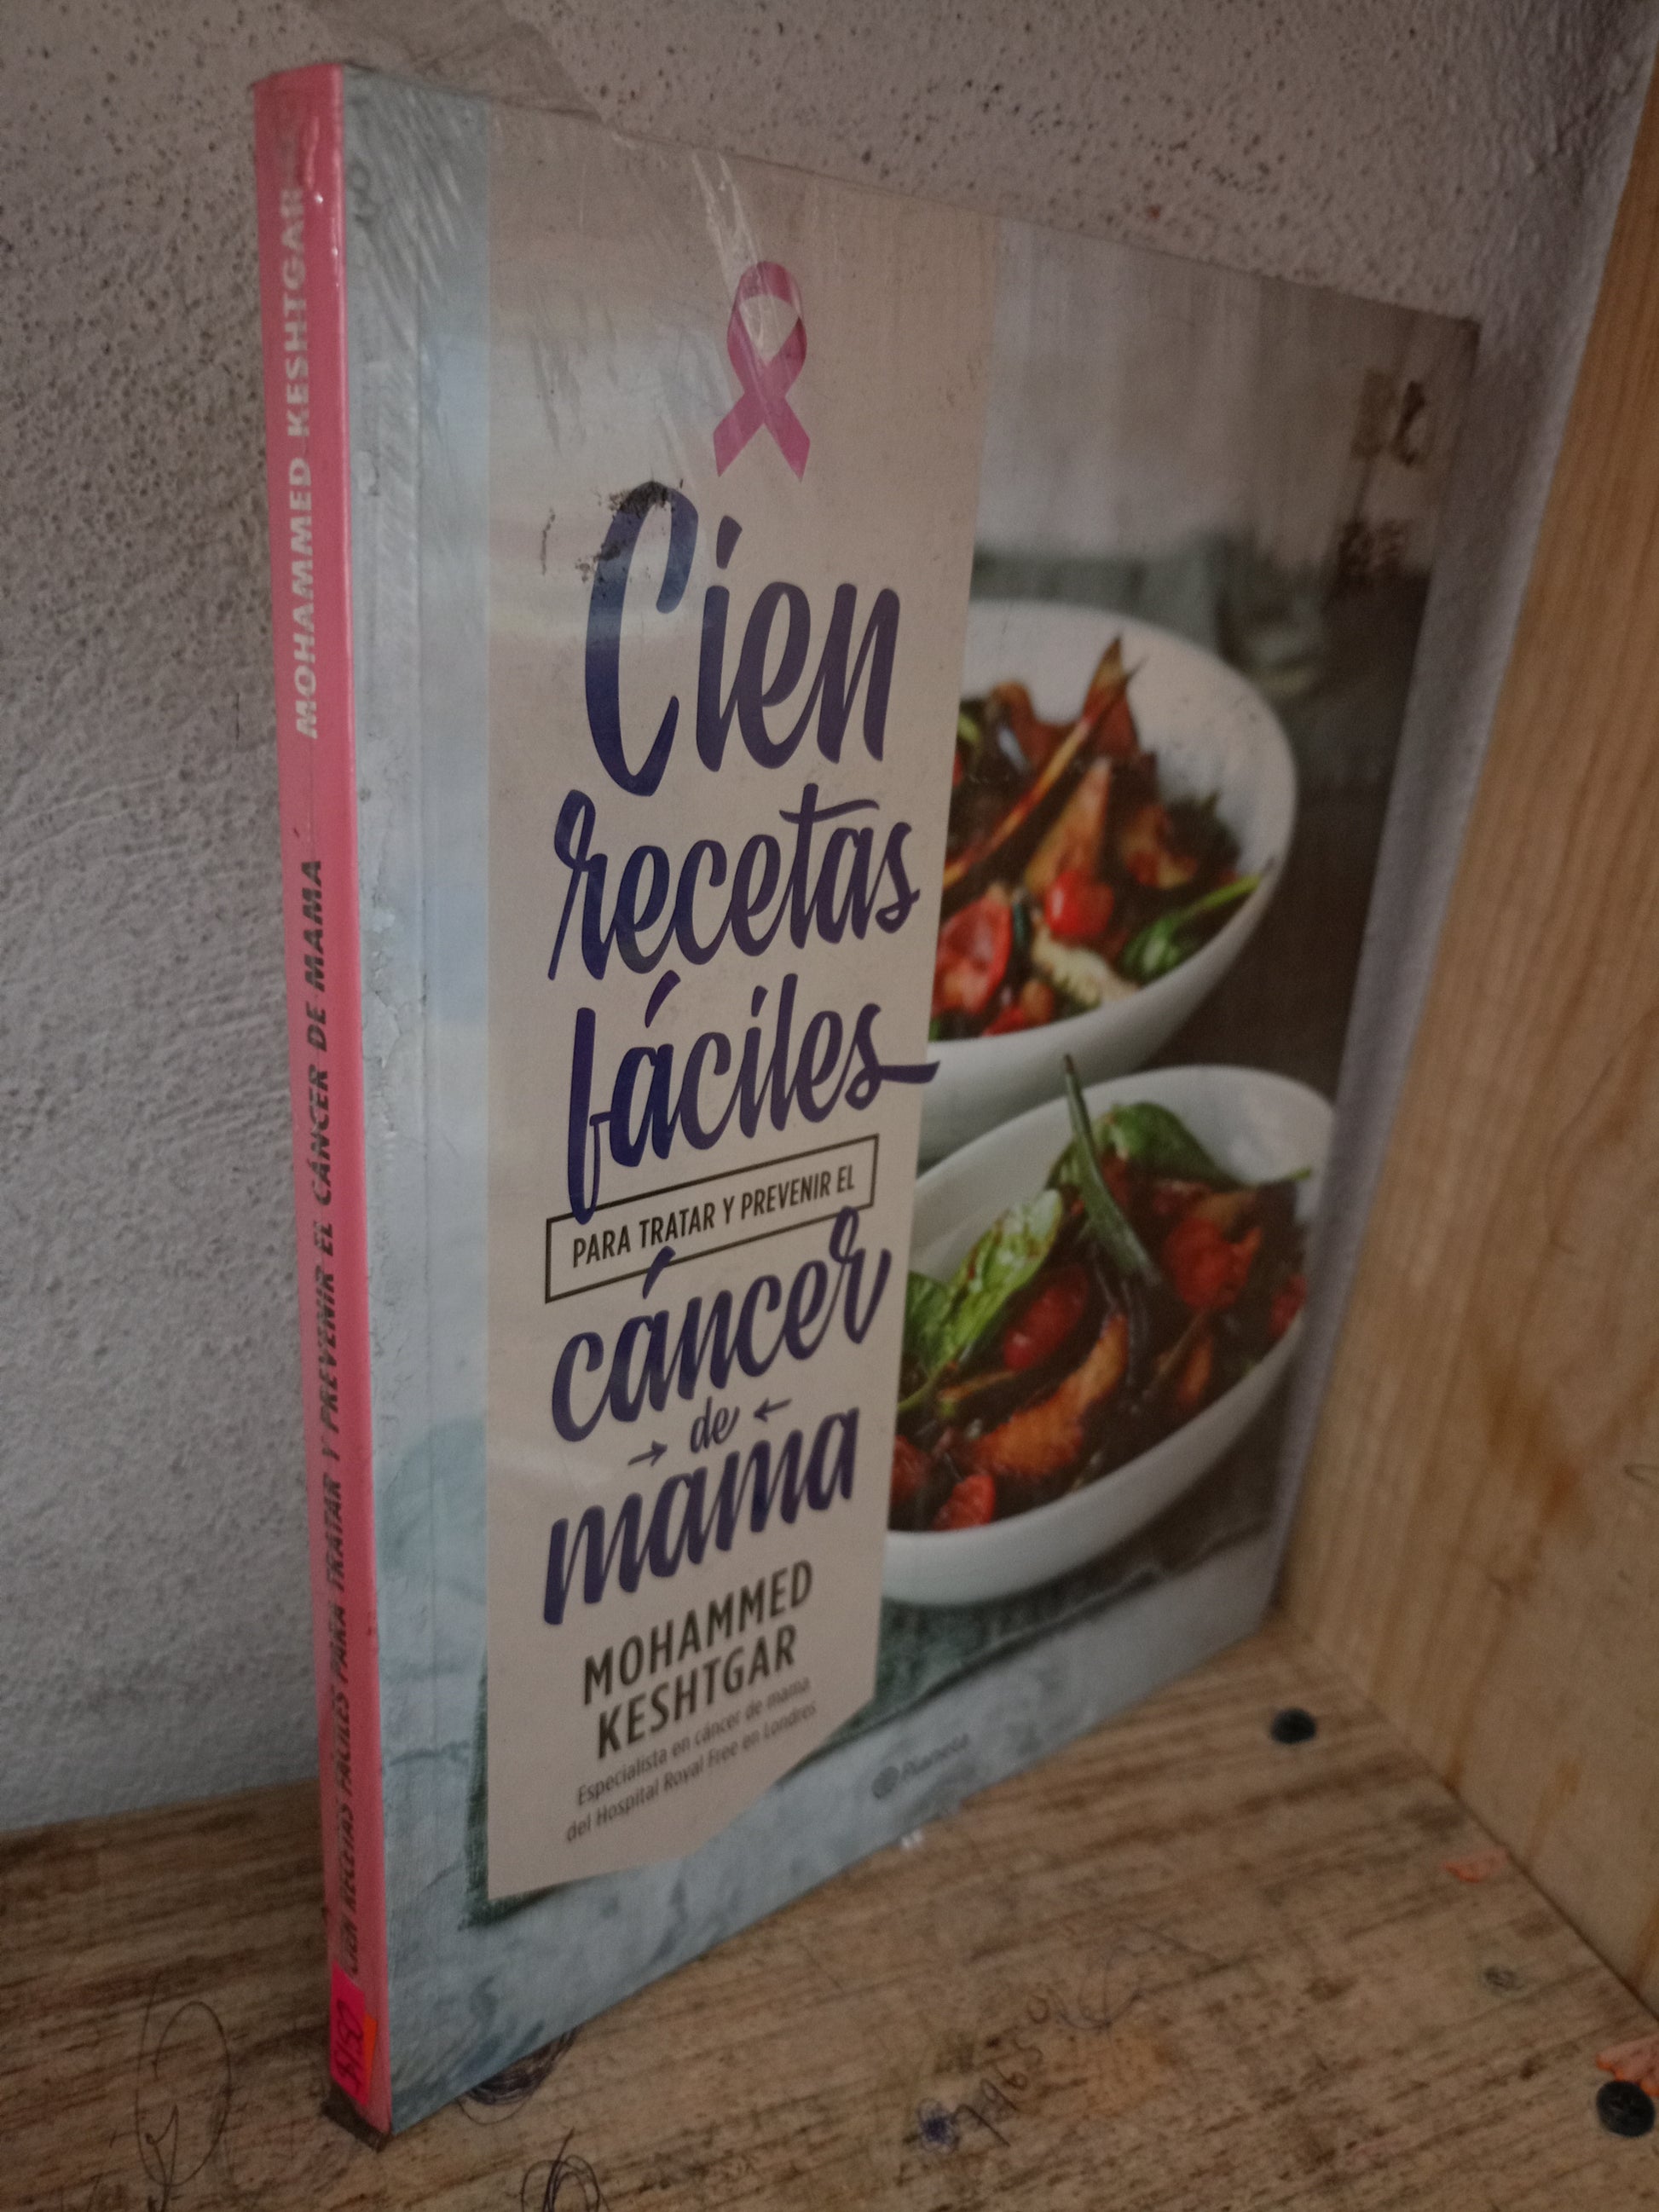 MOHAMMED KESHTGAR
CIEN RECETAS FÁCILES PARA TRATAR Y PREVENIR EL CÁNCER DE MAMA
Cien
recetas
fáciles
PARA TRATAR Y PREVENIR EL
cáncer
de
mama
MOHAMMED
KESHTGAR
Especialista en cáncer de mama
del Hospital Royal Free en Londres
Planeta